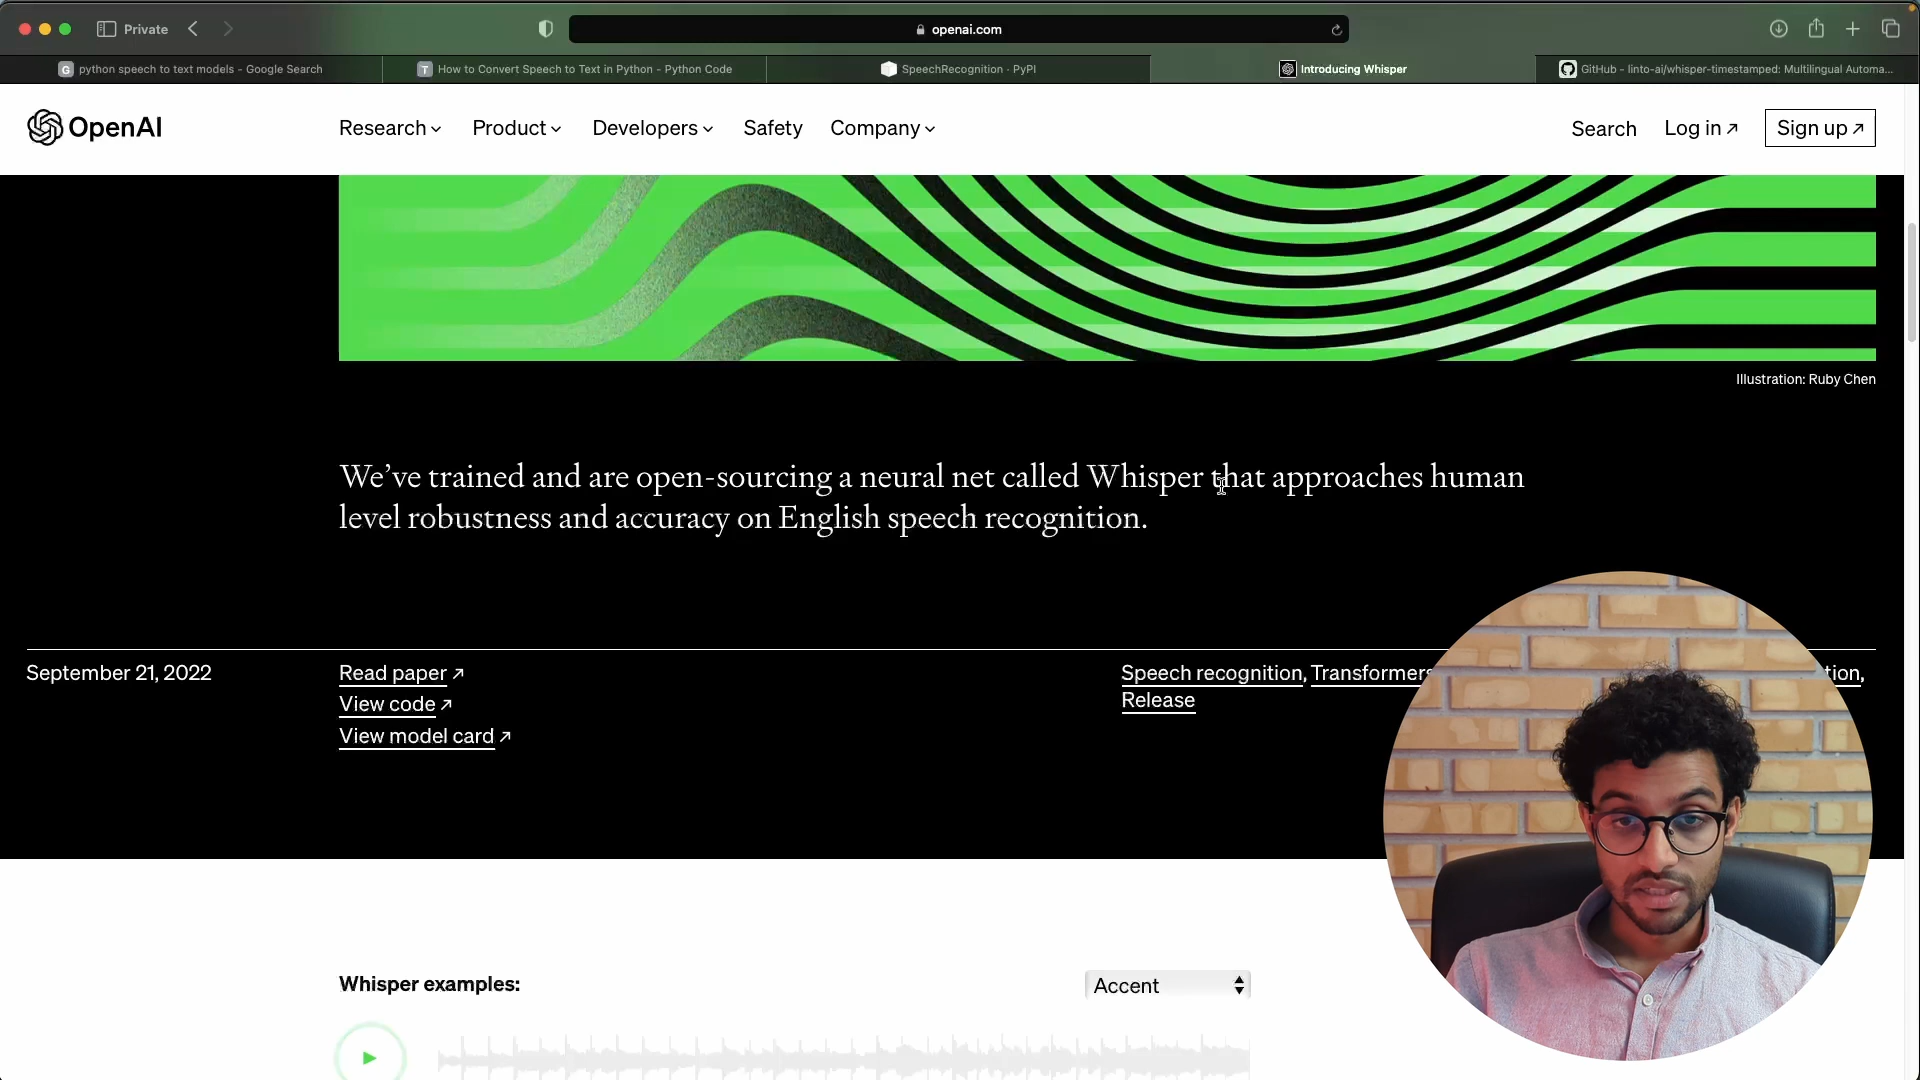 Private
openai.com
G python speech to text models - Google Search
T How to Convert Speech to Text in Python - Python Code
SpeechRecognition · PyPI
Introducing Whisper
GitHub - linto-ai/whisper-timestamped: Multilingual Automa...
OpenAI
Research
Product
Developers
Safety
Company
Search
Log in ↗
Sign up ↗
Illustration: Ruby Chen
We’ve trained and are open-sourcing a neural net called Whisper that approaches human
level robustness and accuracy on English speech recognition.
September 21, 2022
Read paper ↗
View code ↗
View model card ↗
Speech recognition, Transformers
tion,
Release
Whisper examples:
Accent